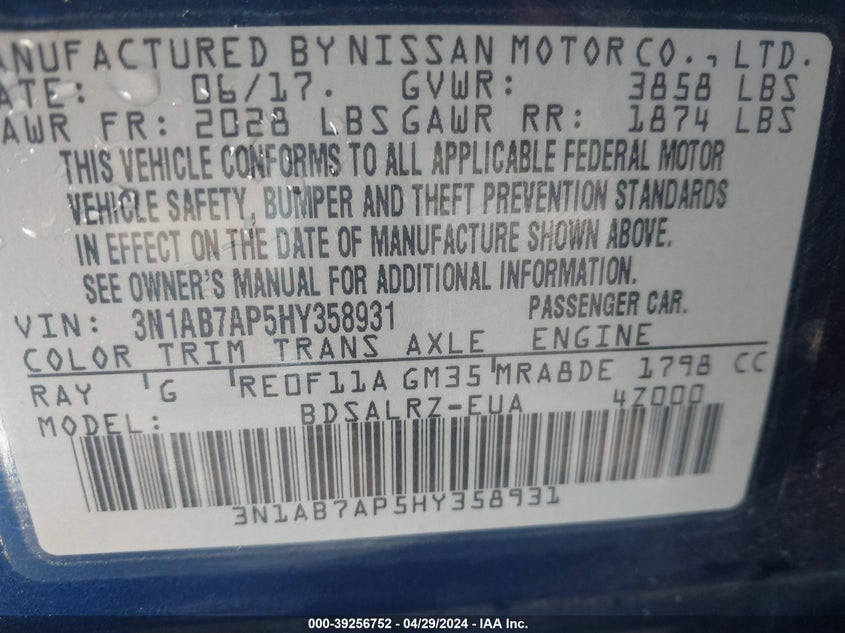 ANUFACTURED BY NISSAN MOTOR CO., LTD.
ATE: 06/17. GVWR: 3858 LBS
AWR FR: 2028 LBS GAWR RR: 1874 LBS
THIS VEHICLE CONFORMS TO ALL APPLICABLE FEDERAL MOTOR
VEHICLE SAFETY, BUMPER AND THEFT PREVENTION STANDARDS
IN EFFECT ON THE DATE OF MANUFACTURE SHOWN ABOVE.
SEE OWNER'S MANUAL FOR ADDITIONAL INFORMATION.
VIN: 3N1AB7AP5HY358931 PASSENGER CAR.
COLOR TRIM TRANS AXLE ENGINE
RAY G RE0F11A GM35 MRA8DE 1798 CC
MODEL: BDSALRZ-EUA 4Z000
3N1AB7AP5HY358931
000-39256752 - 04/29/2024 - IAA Inc.